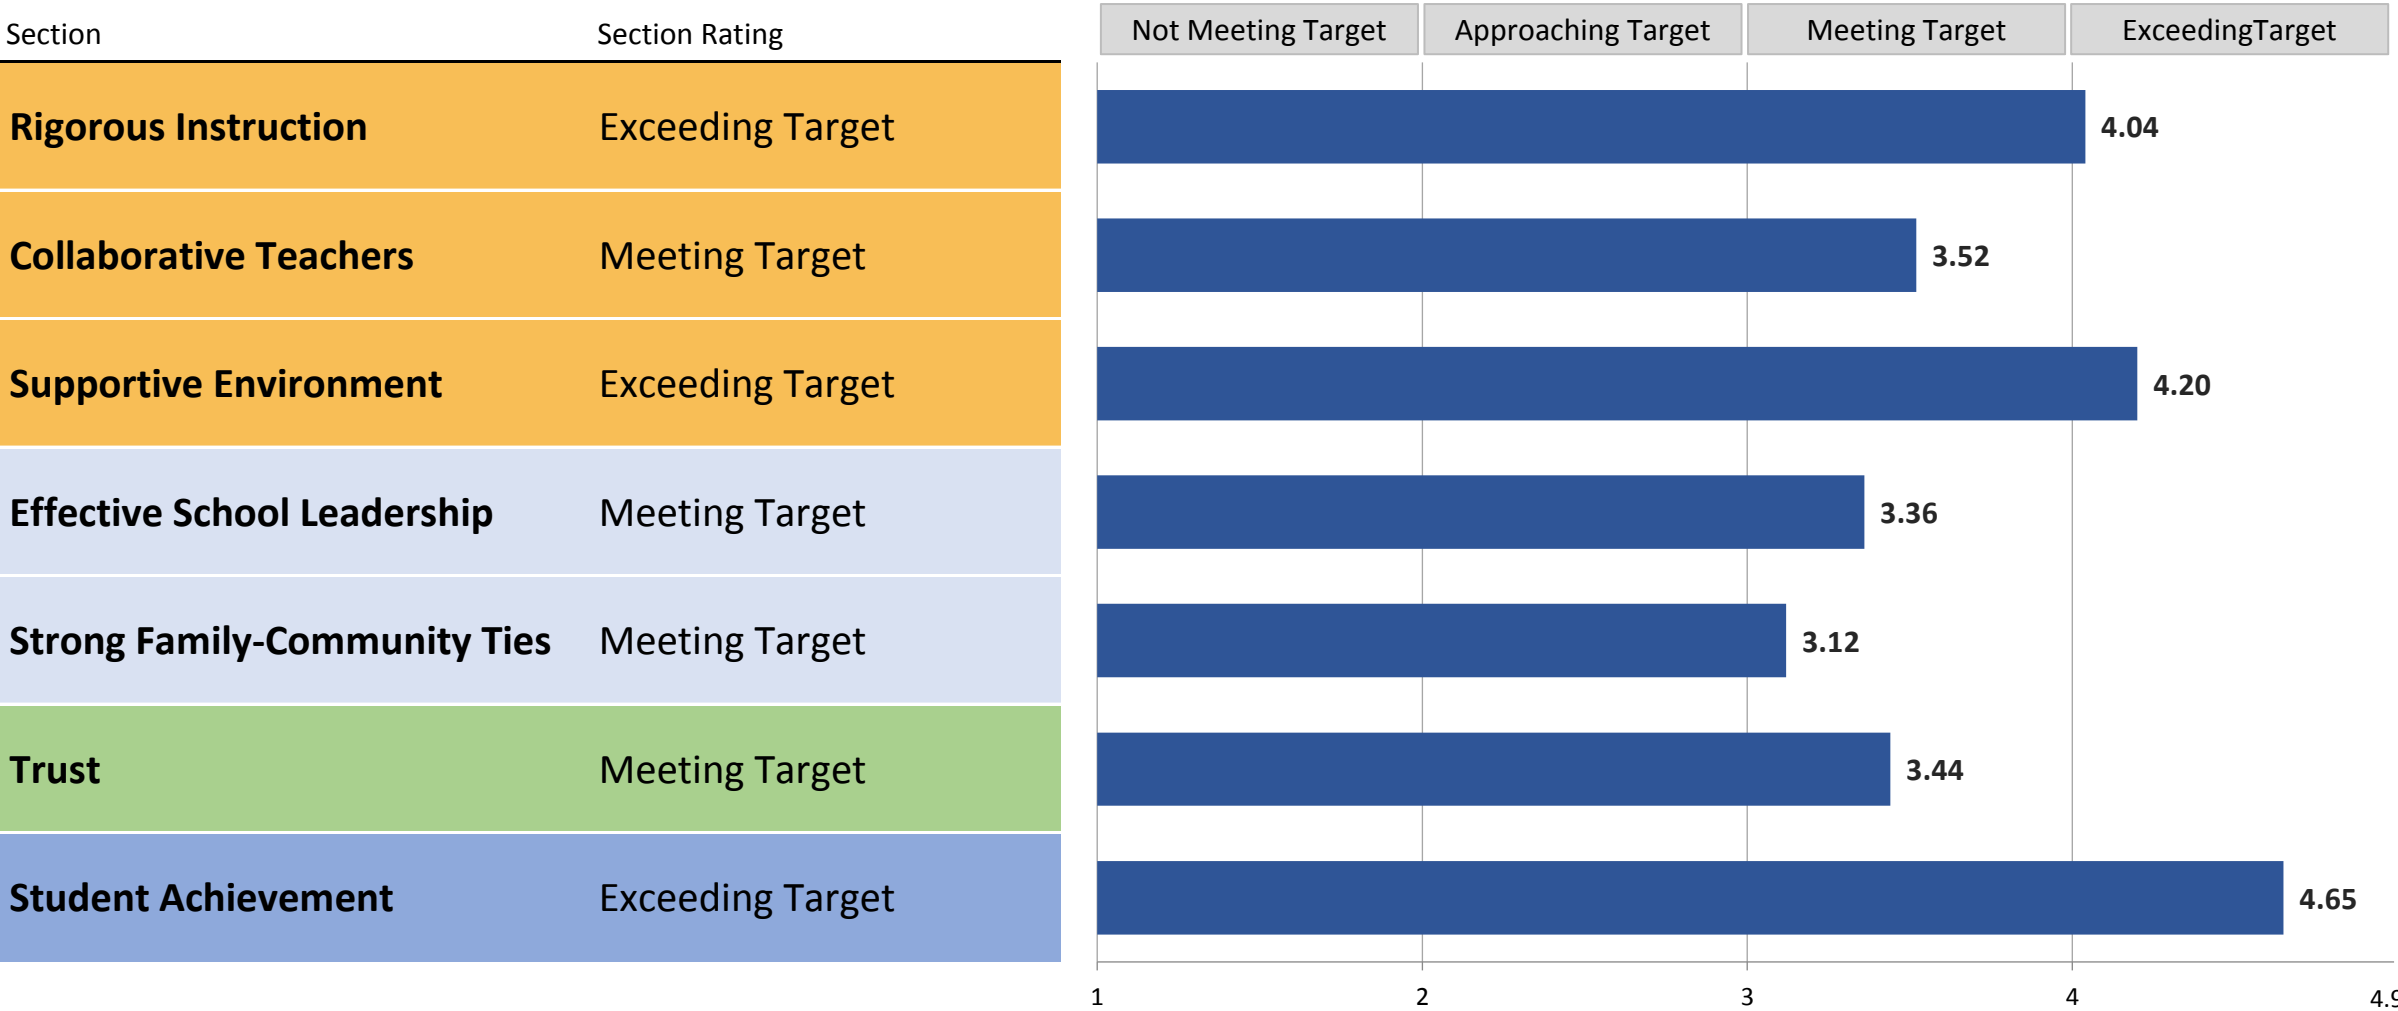 Section Section Rating Not Meeting Target Approaching Target Meeting Target ExceedingTarget
Rigorous Instruction Exceeding Target 4.04
Collaborative Teachers Meeting Target 3.52
Supportive Environment Exceeding Target 4.20
Effective School Leadership Meeting Target 3.36
Strong Family-Community Ties Meeting Target 3.12
Trust Meeting Target 3.44
Student Achievement Exceeding Target 4.65
1 2 3 4 4.9